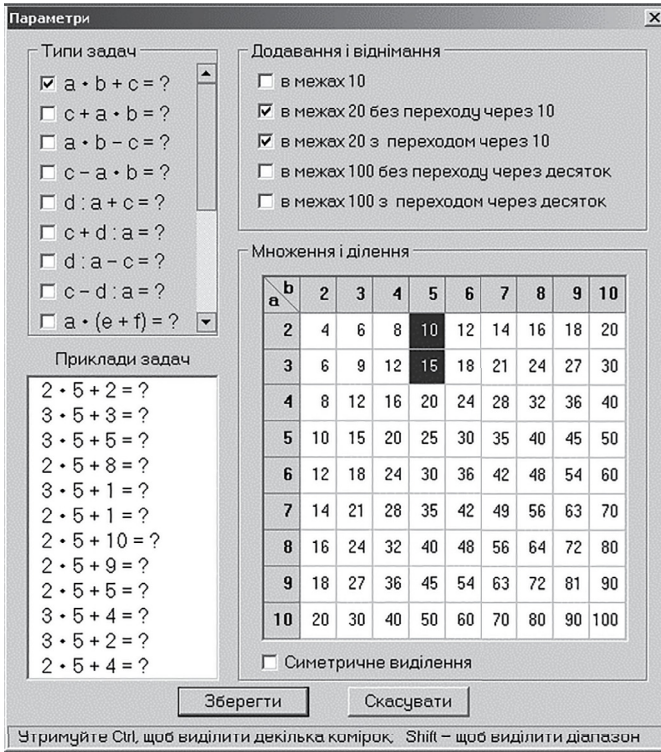 Параметри
Типи задач
a • b + c = ?
c + a • b = ?
a • b – c = ?
c – a • b = ?
d : a + c = ?
c + d : a = ?
d : a – c = ?
c – d : a = ?
a • (e + f) = ?
Приклади задач
2 • 5 + 2 = ?
3 • 5 + 3 = ?
3 • 5 + 5 = ?
2 • 5 + 8 = ?
3 • 5 + 1 = ?
2 • 5 + 1 = ?
2 • 5 + 10 = ?
2 • 5 + 9 = ?
2 • 5 + 5 = ?
3 • 5 + 4 = ?
3 • 5 + 2 = ?
2 • 5 + 4 = ?
Додавання і віднімання
в межах 10
в межах 20 без переходу через 10
в межах 20 з переходом через 10
в межах 100 без переходу через десяток
в межах 100 з переходом через десяток
Множення і ділення
a b 2 3 4 5 6 7 8 9 10
2 4 6 8 10 12 14 16 18 20
3 6 9 12 15 18 21 24 27 30
4 8 12 16 20 24 28 32 36 40
5 10 15 20 25 30 35 40 45 50
6 12 18 24 30 36 42 48 54 60
7 14 21 28 35 42 49 56 63 70
8 16 24 32 40 48 56 64 72 80
9 18 27 36 45 54 63 72 81 90
10 20 30 40 50 60 70 80 90 100
Симетричне виділення
Зберегти Скасувати
Утримуйте Ctrl, щоб виділити декілька комірок, Shift – щоб виділити діапазон